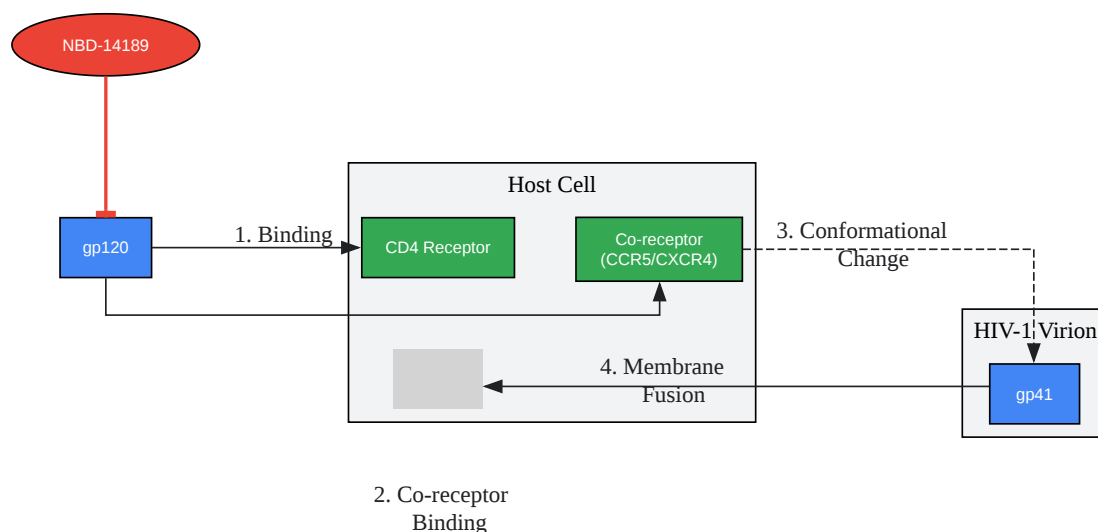 NBD-14189
Host Cell
gp120
1. Binding
CD4 Receptor
Co-receptor
(CCR5/CXCR4)
3. Conformational
Change
HIV-1 Virion
4. Membrane
Fusion
gp41
2. Co-receptor
Binding